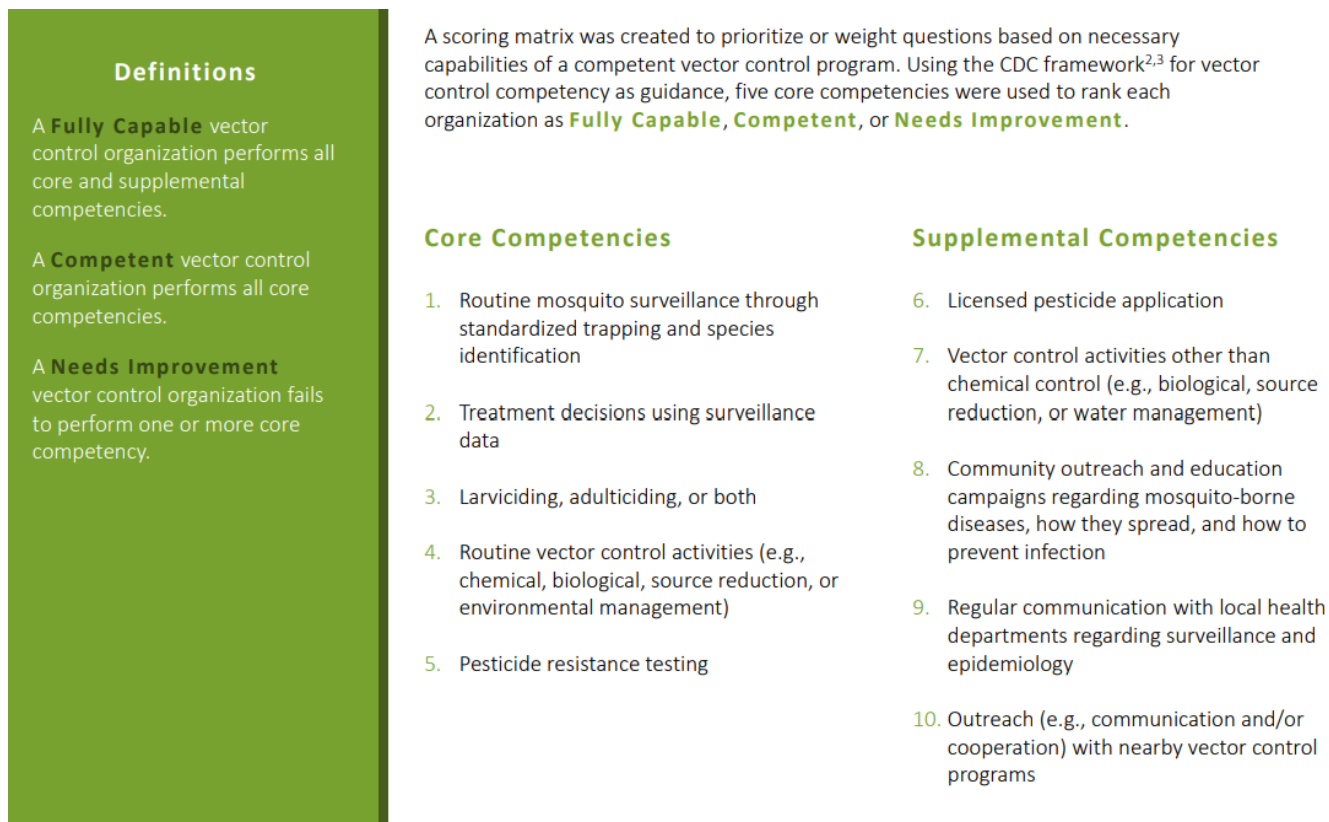 Definitions
A Fully Capable vector
control organization performs all
core and supplemental
competencies.
A Competent vector control
organization performs all core
competencies.
A Needs Improvement
vector control organization fails
to perform one or more core
competency.
A scoring matrix was created to prioritize or weight questions based on necessary
capabilities of a competent vector control program. Using the CDC framework2,3 for vector
control competency as guidance, five core competencies were used to rank each
organization as Fully Capable, Competent, or Needs Improvement.
Core Competencies
1. Routine mosquito surveillance through
standardized trapping and species
identification
2. Treatment decisions using surveillance
data
3. Larviciding, adulticiding, or both
4. Routine vector control activities (e.g.,
chemical, biological, source reduction, or
environmental management)
5. Pesticide resistance testing
Supplemental Competencies
6. Licensed pesticide application
7. Vector control activities other than
chemical control (e.g., biological, source
reduction, or water management)
8. Community outreach and education
campaigns regarding mosquito-borne
diseases, how they spread, and how to
prevent infection
9. Regular communication with local health
departments regarding surveillance and
epidemiology
10. Outreach (e.g., communication and/or
cooperation) with nearby vector control
programs